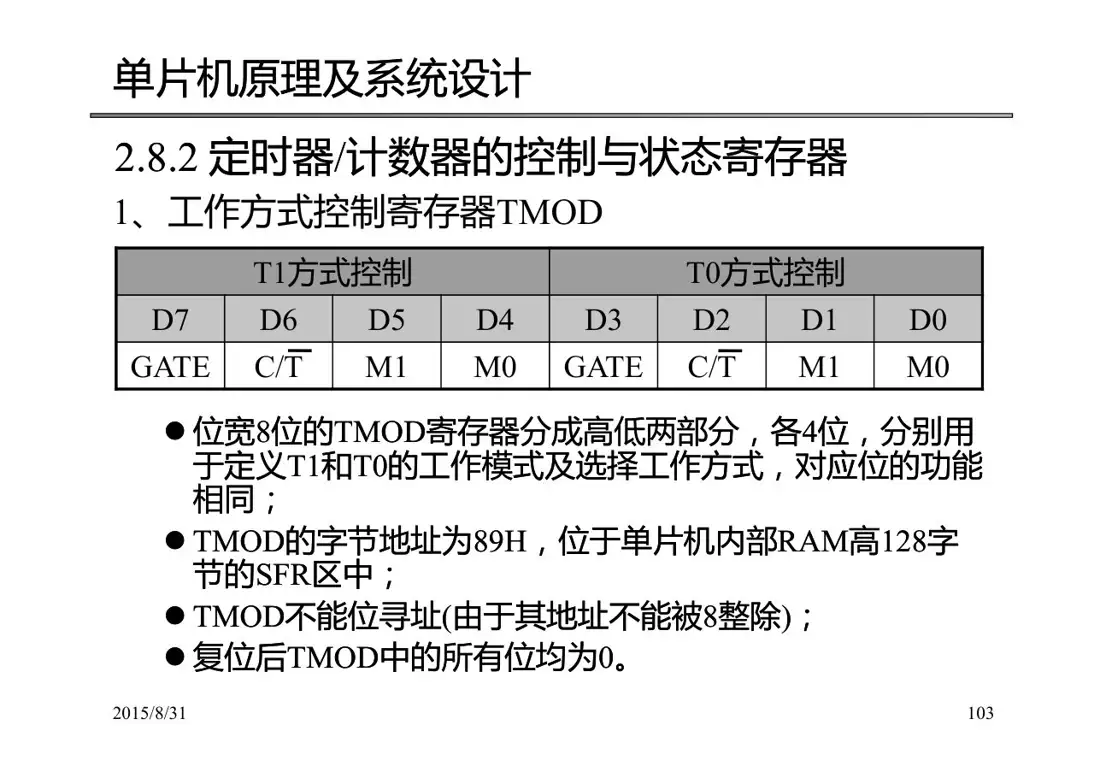 单片机原理及系统设计
2.8.2 定时器/计数器的控制与状态寄存器
1、工作方式控制寄存器TMOD
T1方式控制 T0方式控制
D7 D6 D5 D4 D3 D2 D1 D0
GATE C/T̅ M1 M0 GATE C/T̅ M1 M0
●位宽8位的TMOD寄存器分成高低两部分，各4位，分别用
于定义T1和T0的工作模式及选择工作方式，对应位的功能
相同；
●TMOD的字节地址为89H，位于单片机内部RAM高128字
节的SFR区中；
●TMOD不能位寻址(由于其地址不能被8整除)；
●复位后TMOD中的所有位均为0。
2015/8/31 103